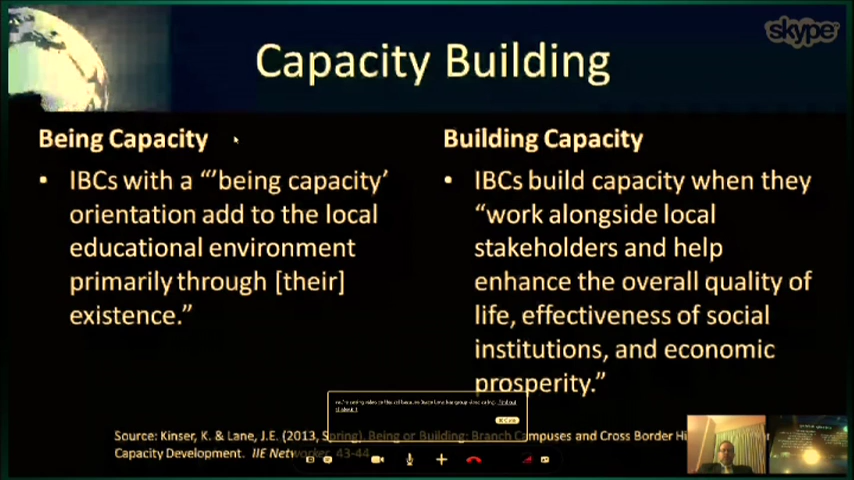 skype
Capacity Building
Being Capacity
• IBCs with a “’being capacity’
orientation add to the local
educational environment
primarily through [their]
existence.”
Building Capacity
• IBCs build capacity when they
“work alongside local
stakeholders and help
enhance the overall quality of
life, effectiveness of social
institutions, and economic
prosperity.”
Source: Kinser, K. & Lane, J.E. (2013, Spring). Being or Building: Branch Campuses and Cross Border
Capacity Development. IIE Networker, 43-44